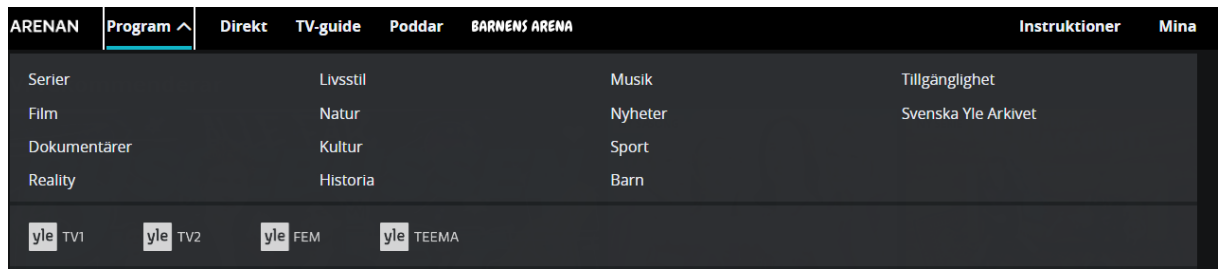 ARENAN Program Direkt TV-guide Poddar BARNENS ARENA Instruktioner Mina
Serier Livsstil Musik Tillgänglighet
Film Natur Nyheter Svenska Yle Arkivet
Dokumentärer Kultur Sport
Reality Historia Barn
yle TV1 yle TV2 yle FEM yle TEEMA